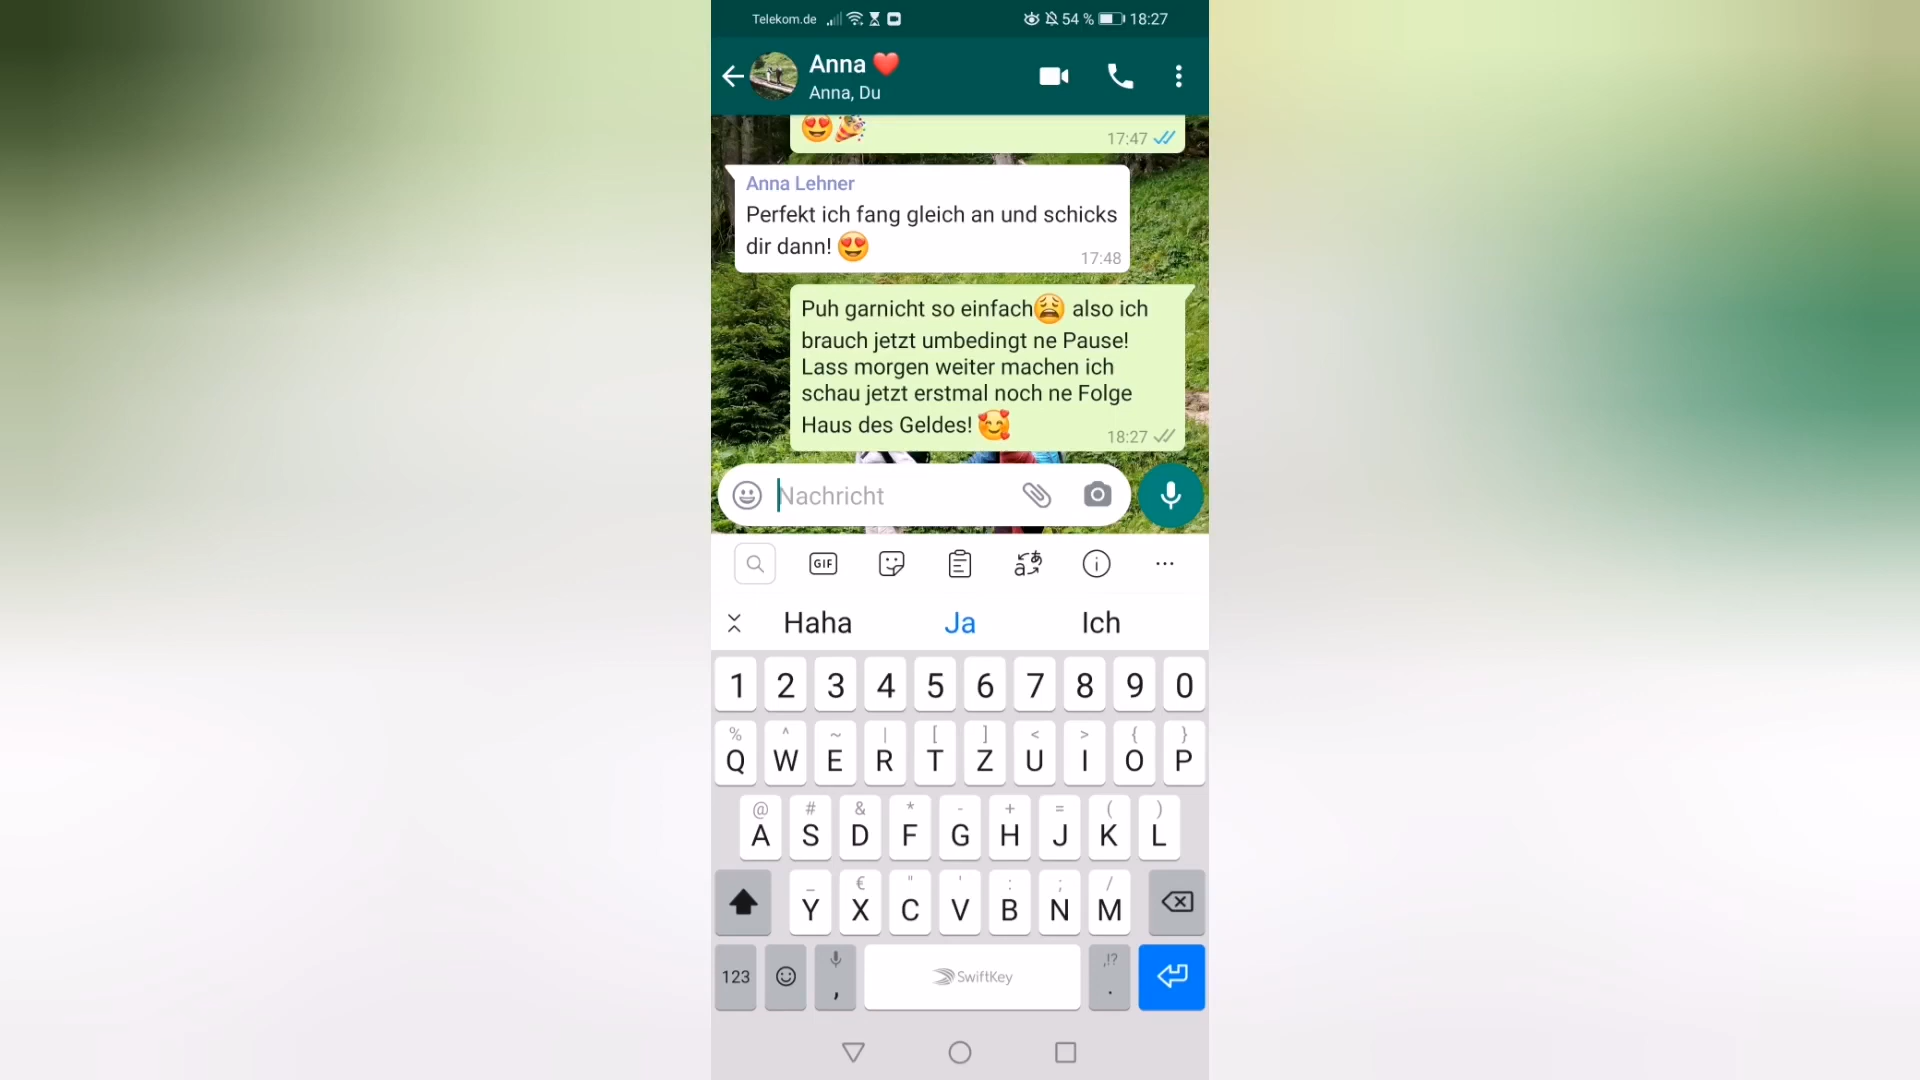 Telekom.de 54 % 18:27
Anna ❤️
Anna, Du
😍🎉
17:47
Anna Lehner
Perfekt ich fang gleich an und schicks
dir dann! 😍
17:48
Puh garnicht so einfach😩 also ich
brauch jetzt umbedingt ne Pause!
Lass morgen weiter machen ich
schau jetzt erstmal noch ne Folge
Haus des Geldes! 🥰
18:27
Nachricht
GIF
Haha Ja Ich
1 2 3 4 5 6 7 8 9 0
% ^ ~ | [ ] < > { }
Q W E R T Z U I O P
@ # & * - + = ( )
A S D F G H J K L
_ € " ' : ; /
Y X C V B N M
,!?
123 , SwiftKey .